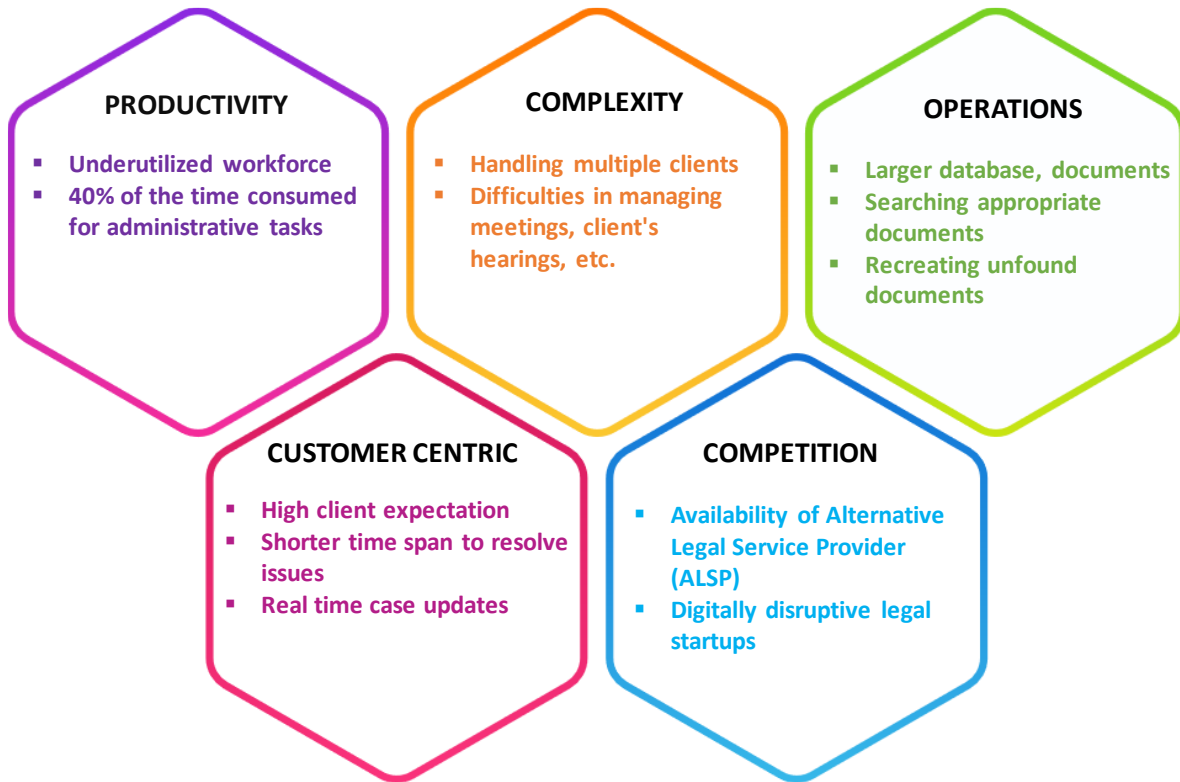 PRODUCTIVITY
▪ Underutilized workforce
▪ 40% of the time consumed
for administrative tasks
COMPLEXITY
▪ Handling multiple clients
▪ Difficulties in managing
meetings, client's
hearings, etc.
OPERATIONS
▪ Larger database, documents
▪ Searching appropriate
documents
▪ Recreating unfound
documents
CUSTOMER CENTRIC
▪ High client expectation
▪ Shorter time span to resolve
issues
▪ Real time case updates
COMPETITION
▪ Availability of Alternative
Legal Service Provider
(ALSP)
▪ Digitally disruptive legal
startups